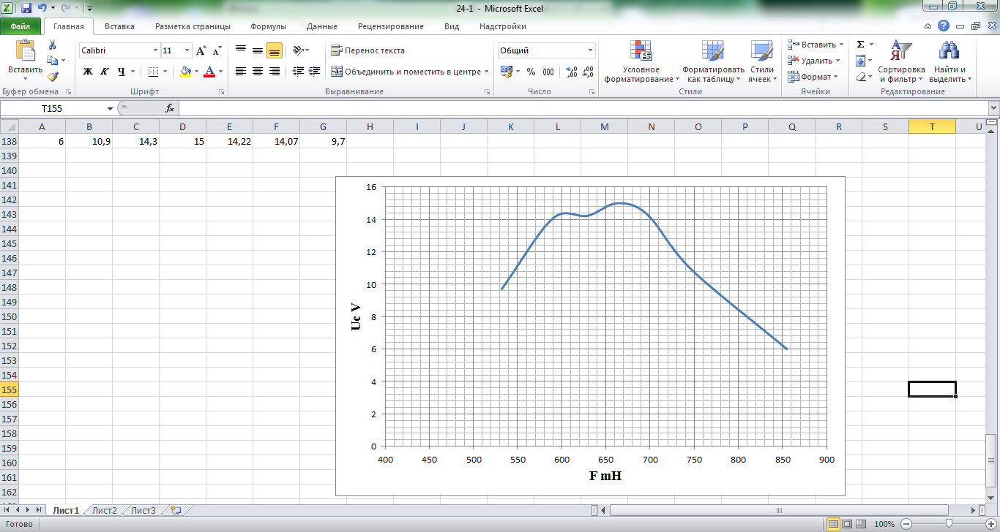 24-1 - Microsoft Excel
Файл Главная Вставка Разметка страницы Формулы Данные Рецензирование Вид Надстройки
Вставить
Буфер обмена
Calibri 11
Ж К Ч
Шрифт
Перенос текста
Объединить и поместить в центре
Выравнивание
Общий
% 000
Число
Условное форматирование
Форматировать как таблицу
Стили ячеек
Стили
Вставить
Удалить
Формат
Ячейки
Сортировка и фильтр
Найти и выделить
Редактирование
T155 fx
A B C D E F G H I J K L M N O P Q R S T U
138 6 10,9 14,3 15 14,22 14,07 9,7
139
140
141
142
143
144
145
146
147
148
149
150
151
152
153
154
155
156
157
158
159
160
161
162
16
14
12
10
8
6
4
2
0
Uc V
400 450 500 550 600 650 700 750 800 850 900
F mH
Лист1 Лист2 Лист3
Готово 100%